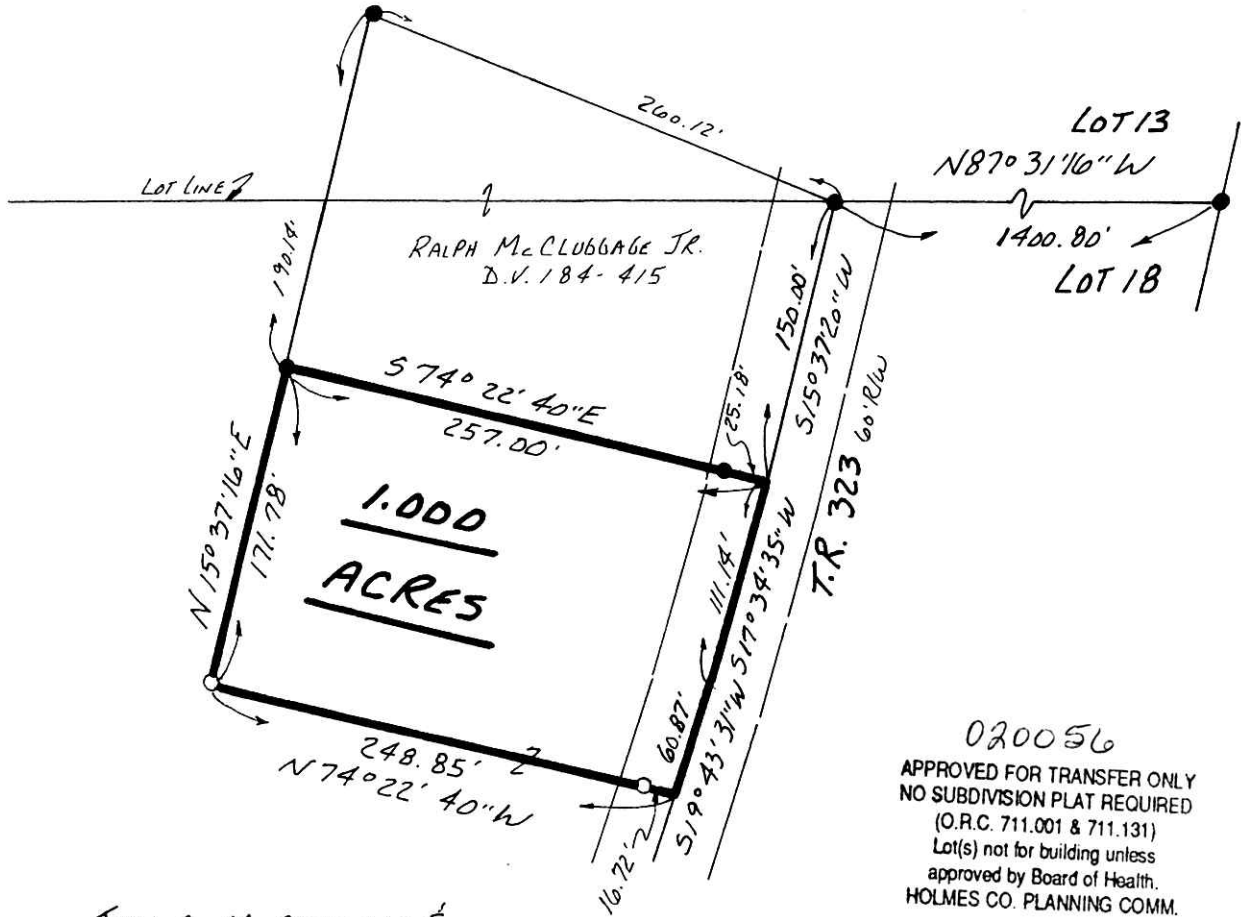 260.12'
LOT 13
N87° 31' 16" W
1400.80'
LOT 18
LOT LINE
RALPH McCLUGGAGE JR.
D.V. 184-415
190.14'
150.00'
S15° 37' 20" W
S 74° 22' 40" E
257.00'
25.18'
T.R. 323 60' R/W
N 15° 37' 16" E
171.78'
1.000
ACRES
111.14'
S17° 34' 35" W
60.87'
S19° 43' 31" W
248.85'
N 74° 22' 40" W
16.72'
020056
APPROVED FOR TRANSFER ONLY
NO SUBDIVISION PLAT REQUIRED
(O.R.C. 711.001 & 711.131)
Lot(s) not for building unless
approved by Board of Health.
HOLMES CO. PLANNING COMM.